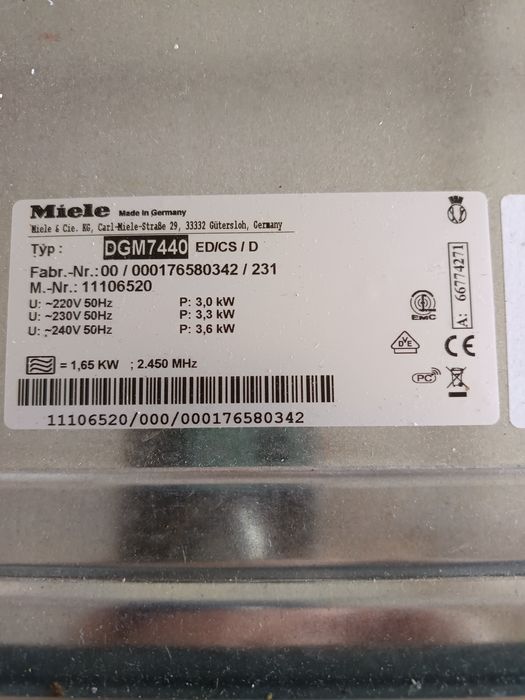 Miele Made in Germany
Miele & Cie. KG, Carl-Miele-Straße 29, 33332 Gütersloh, Germany
Typ : DGM7440 ED/CS / D
Fabr.-Nr.: 00 / 000176580342 / 231
M.-Nr.: 11106520
U: ~220V 50Hz P: 3,0 kW
U: ~230V 50Hz P: 3,3 kW
U: ~240V 50Hz P: 3,6 kW
= 1,65 KW ; 2.450 MHz
11106520/000/000176580342
A: 66774271
EMC
DVE
CE
PC